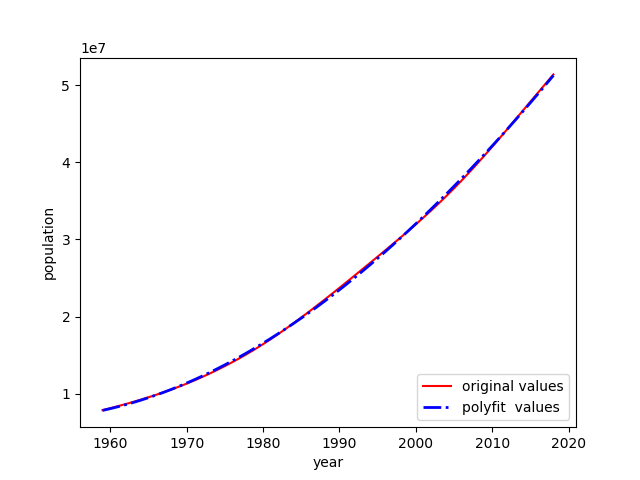 1e7
5
4
3
2
1
population
1960 1970 1980 1990 2000 2010 2020
year
original values
polyfit  values